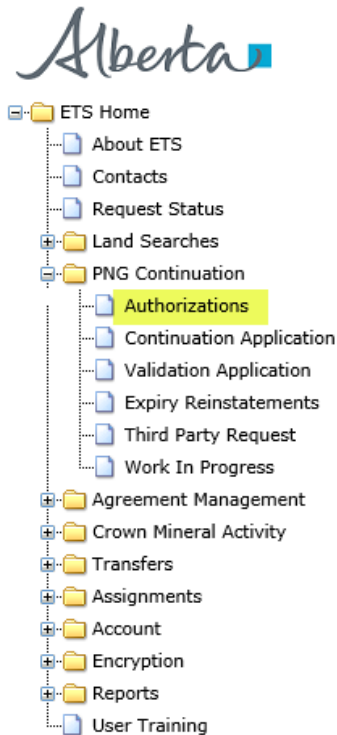 Alberta
ETS Home
About ETS
Contacts
Request Status
Land Searches
PNG Continuation
Authorizations
Continuation Application
Validation Application
Expiry Reinstatements
Third Party Request
Work In Progress
Agreement Management
Crown Mineral Activity
Transfers
Assignments
Account
Encryption
Reports
User Training